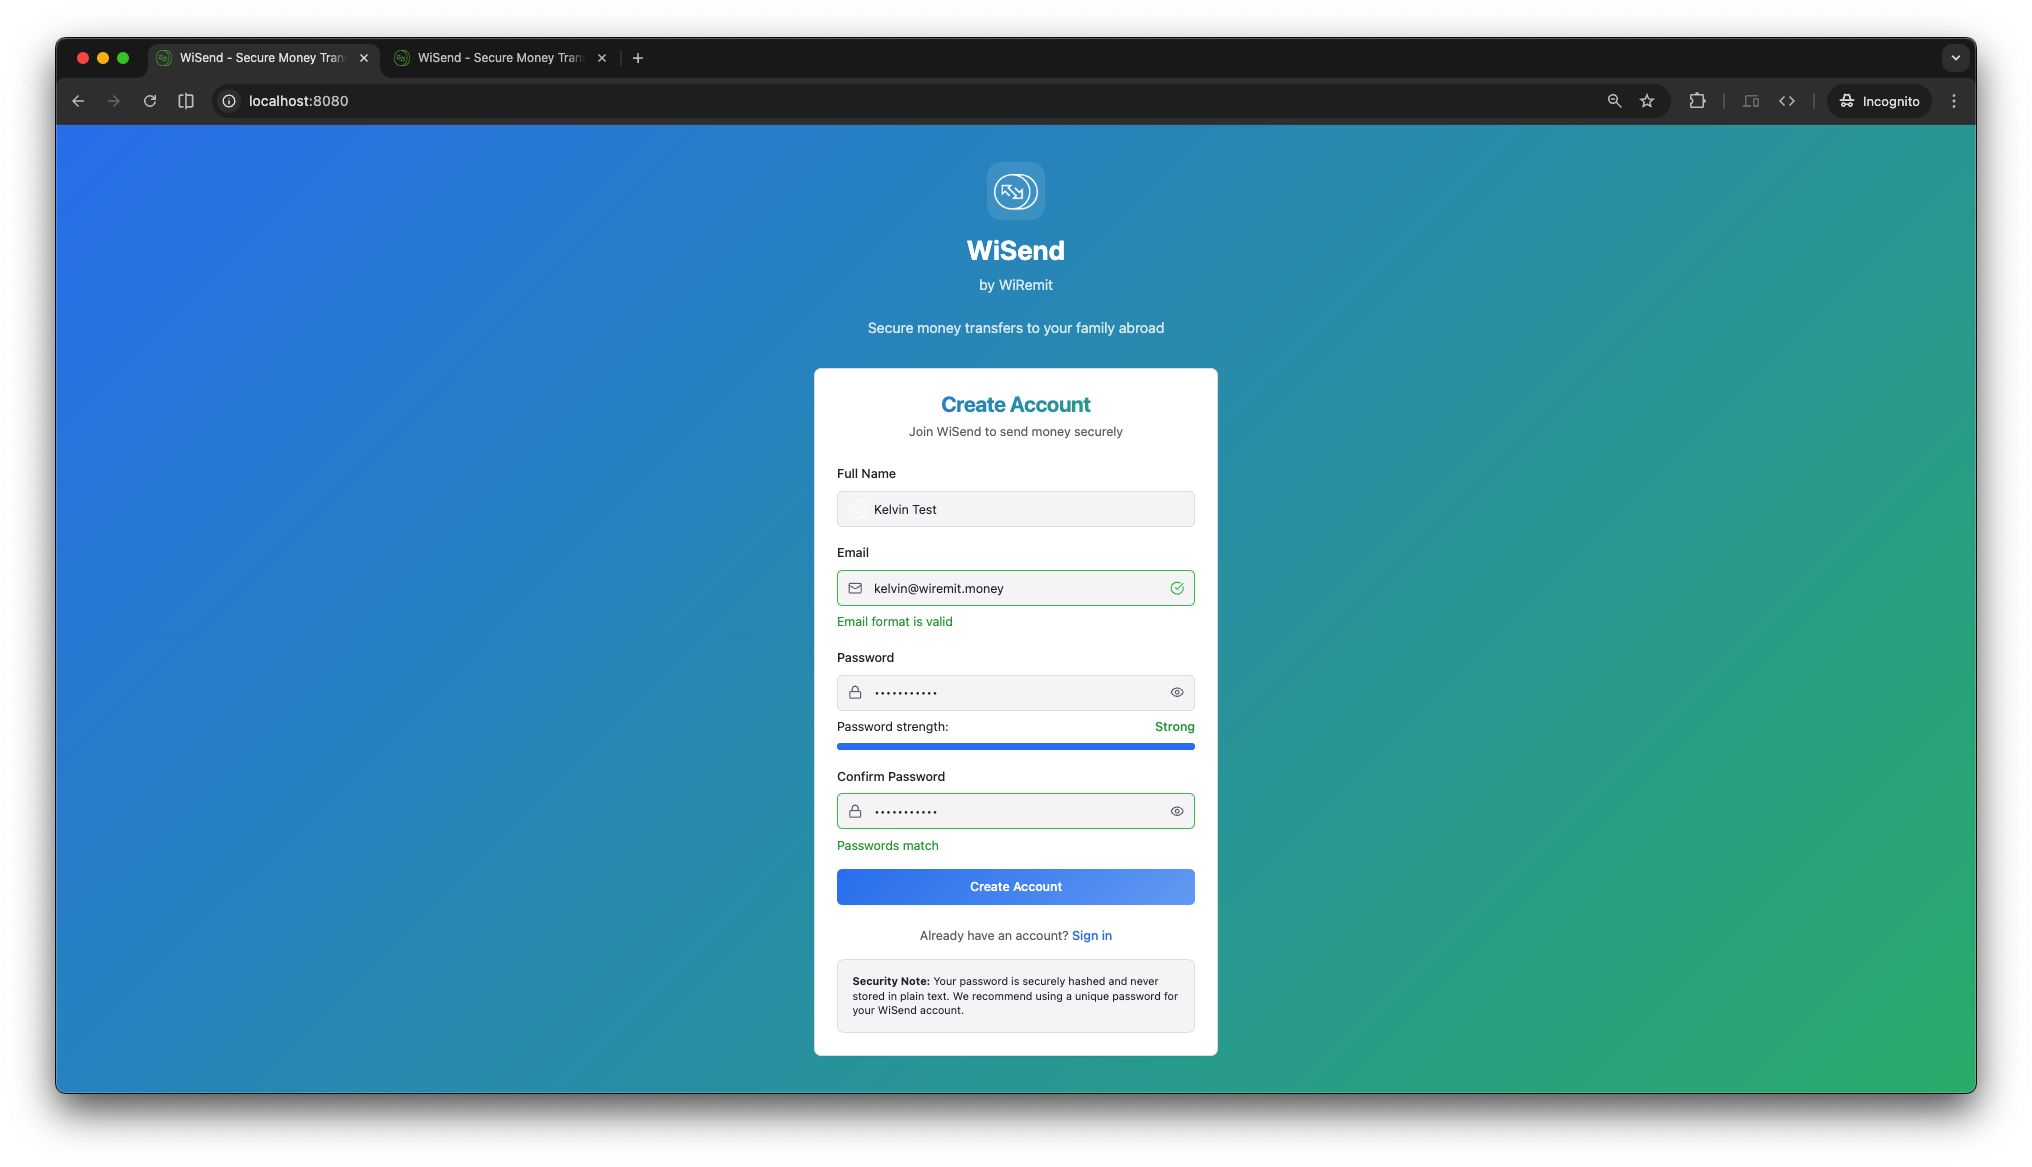 WiSend - Secure Money Tran
WiSend - Secure Money Tran
localhost:8080
Incognito
WiSend
by WiRemit
Secure money transfers to your family abroad
Create Account
Join WiSend to send money securely
Full Name
Kelvin Test
Email
kelvin@wiremit.money
Email format is valid
Password
•••••••••••
Password strength: Strong
Confirm Password
•••••••••••
Passwords match
Create Account
Already have an account? Sign in
Security Note: Your password is securely hashed and never
stored in plain text. We recommend using a unique password for
your WiSend account.